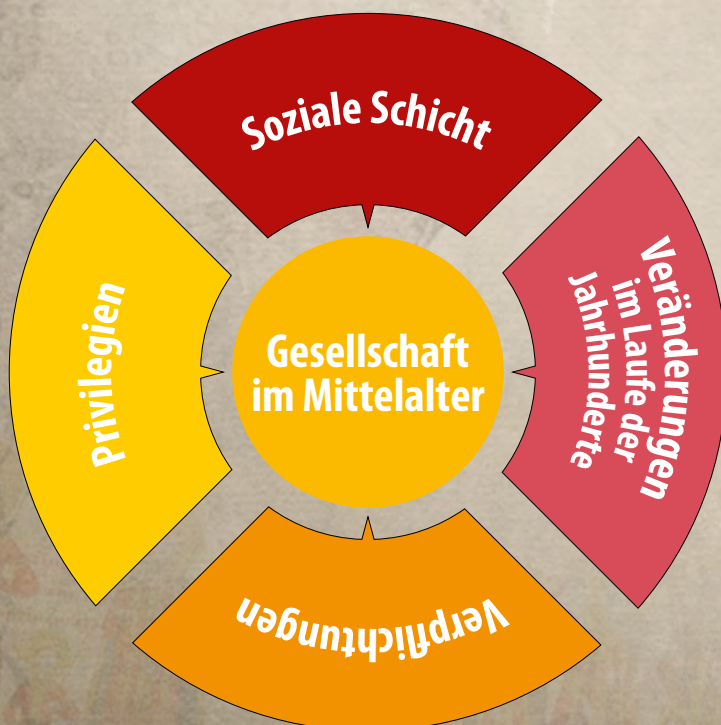 Soziale Schicht
Veränderungen
im Laufe der
Jahrhunderte
Gesellschaft
im Mittelalter
Privilegien
Verpflichtungen